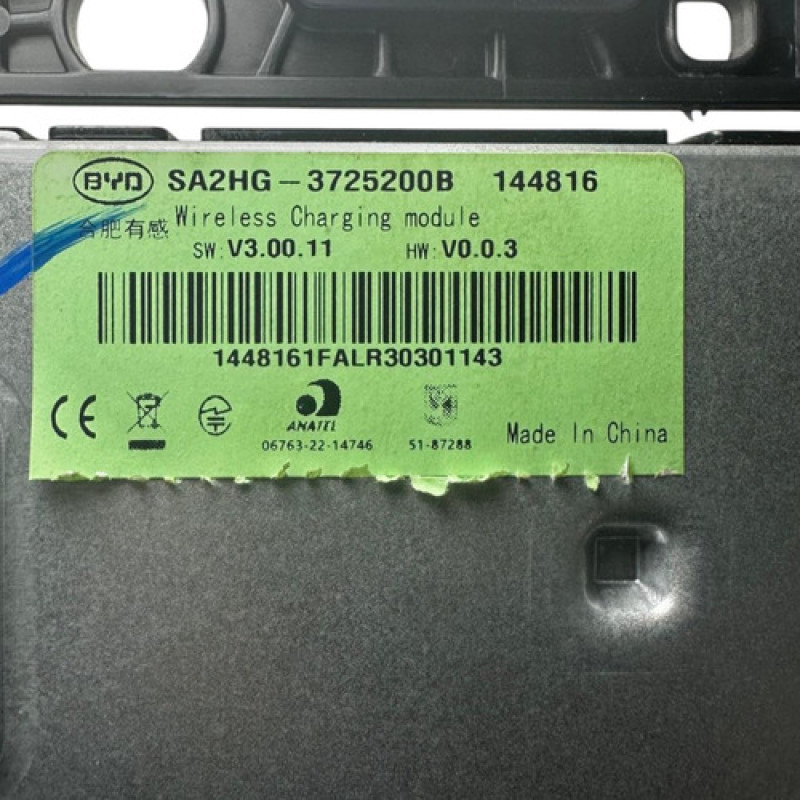 BYD SA2HG-3725200B 144816
合肥有感 Wireless Charging module
SW: V3.00.11 HW: V0.0.3
1448161FALR30301143
CE ANATEL Made In China
06763-22-14746 51-87288